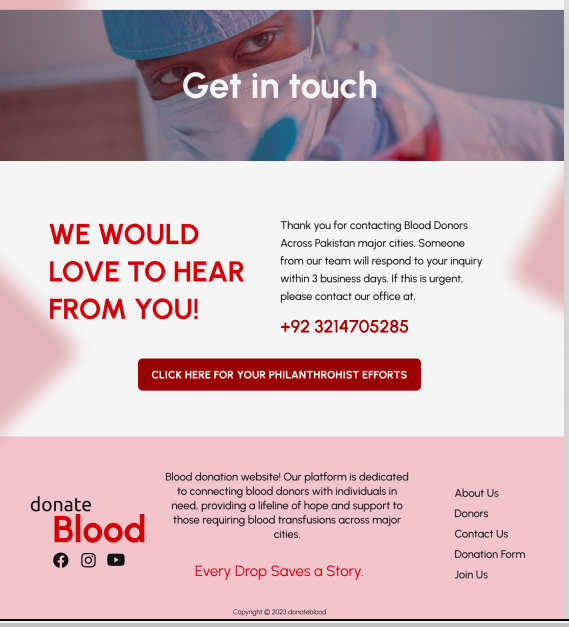 Get in touch
WE WOULD
LOVE TO HEAR
FROM YOU!
Thank you for contacting Blood Donors
Across Pakistan major cities. Someone
from our team will respond to your inquiry
within 3 business days. If this is urgent,
please contact our office at,
+92 3214705285
CLICK HERE FOR YOUR PHILANTHROHIST EFFORTS
donate
Blood
Blood donation website! Our platform is dedicated
to connecting blood donors with individuals in
need, providing a lifeline of hope and support to
those requiring blood transfusions across major
cities.
Every Drop Saves a Story.
About Us
Donors
Contact Us
Donation Form
Join Us
Copyright © 2023 donateblood